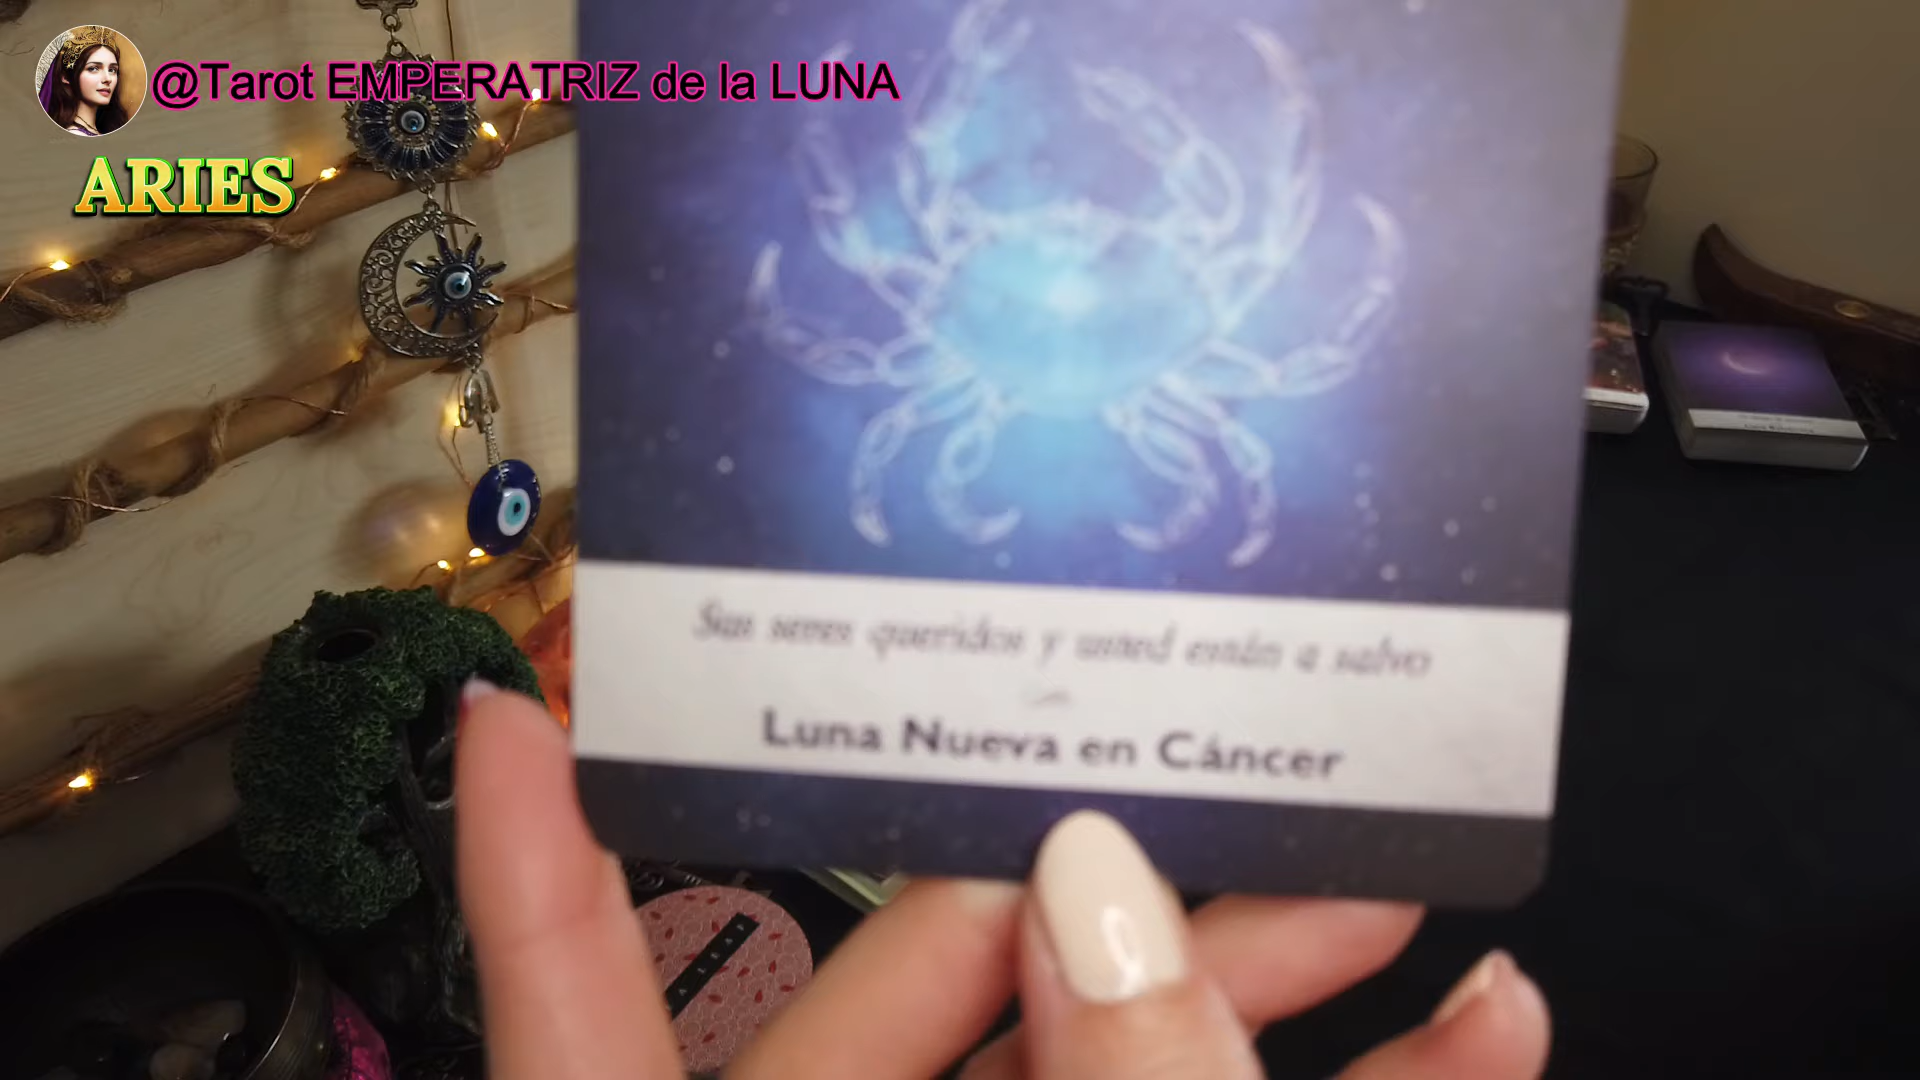 @Tarot EMPERATRIZ de la LUNA
ARIES
Sus seres queridos y usted están a salvo
Luna Nueva en Cáncer